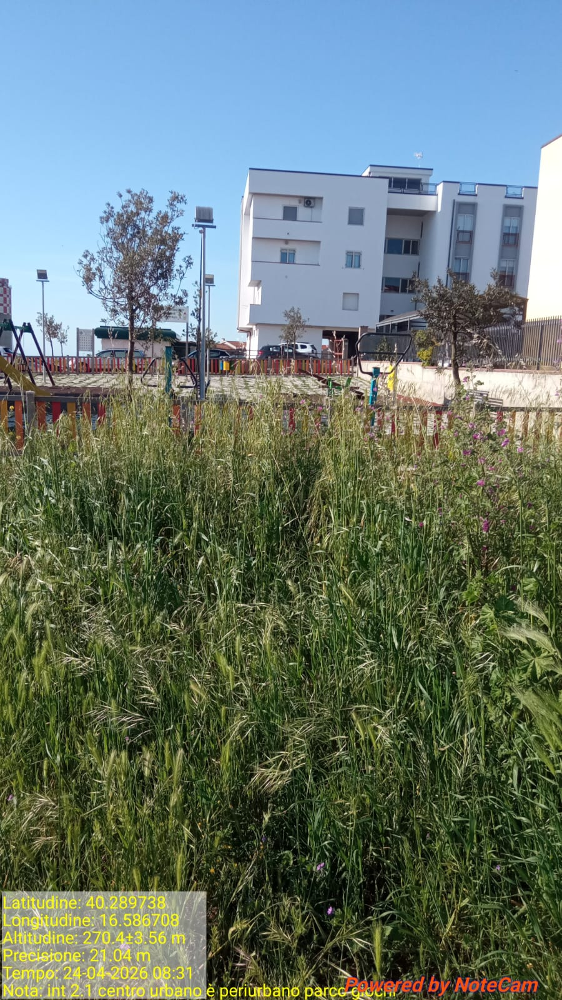 Latitudine: 40.289738
Longitudine: 16.586708
Altitudine: 270.4±3.56 m
Precisione: 21.04 m
Tempo: 24-04-2026 08:31
Nota: int 2.1 centro urbano è periurbano parco giochi
Powered by NoteCam